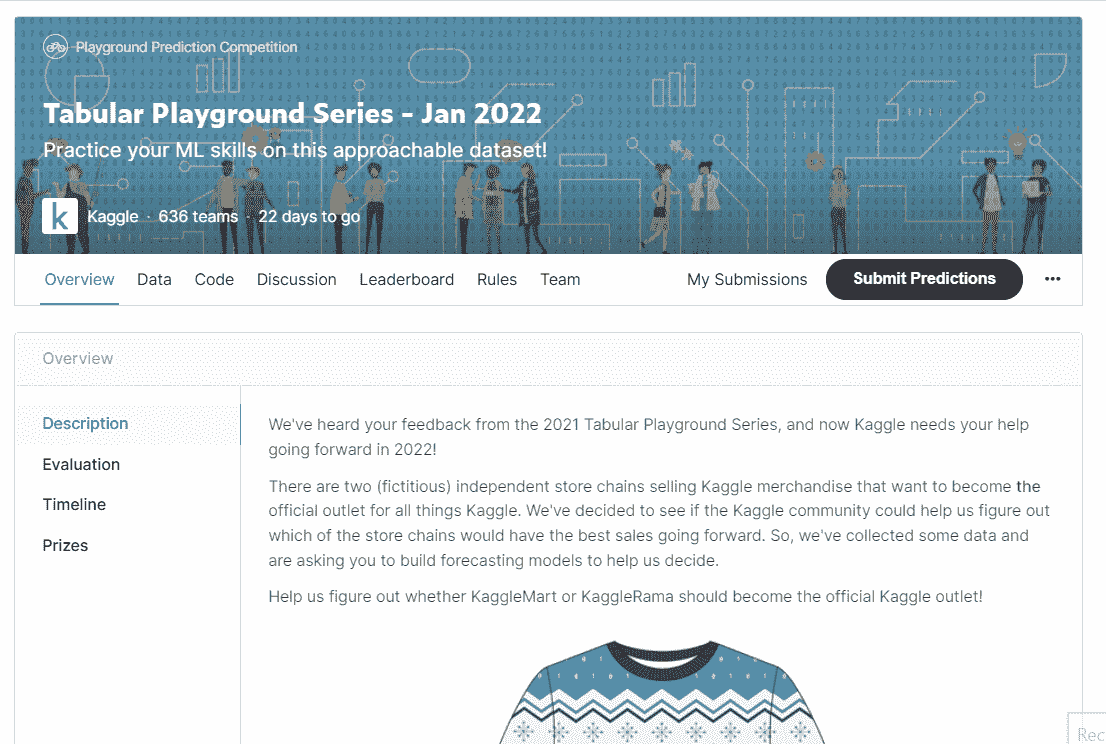 Playground Prediction Competition
Tabular Playground Series - Jan 2022
Practice your ML skills on this approachable dataset!
k Kaggle · 636 teams · 22 days to go
Overview Data Code Discussion Leaderboard Rules Team My Submissions Submit Predictions •••
Overview
Description
Evaluation
Timeline
Prizes
We've heard your feedback from the 2021 Tabular Playground Series, and now Kaggle needs your help
going forward in 2022!
There are two (fictitious) independent store chains selling Kaggle merchandise that want to become the
official outlet for all things Kaggle. We've decided to see if the Kaggle community could help us figure out
which of the store chains would have the best sales going forward. So, we've collected some data and
are asking you to build forecasting models to help us decide.
Help us figure out whether KaggleMart or KaggleRama should become the official Kaggle outlet!
Rec